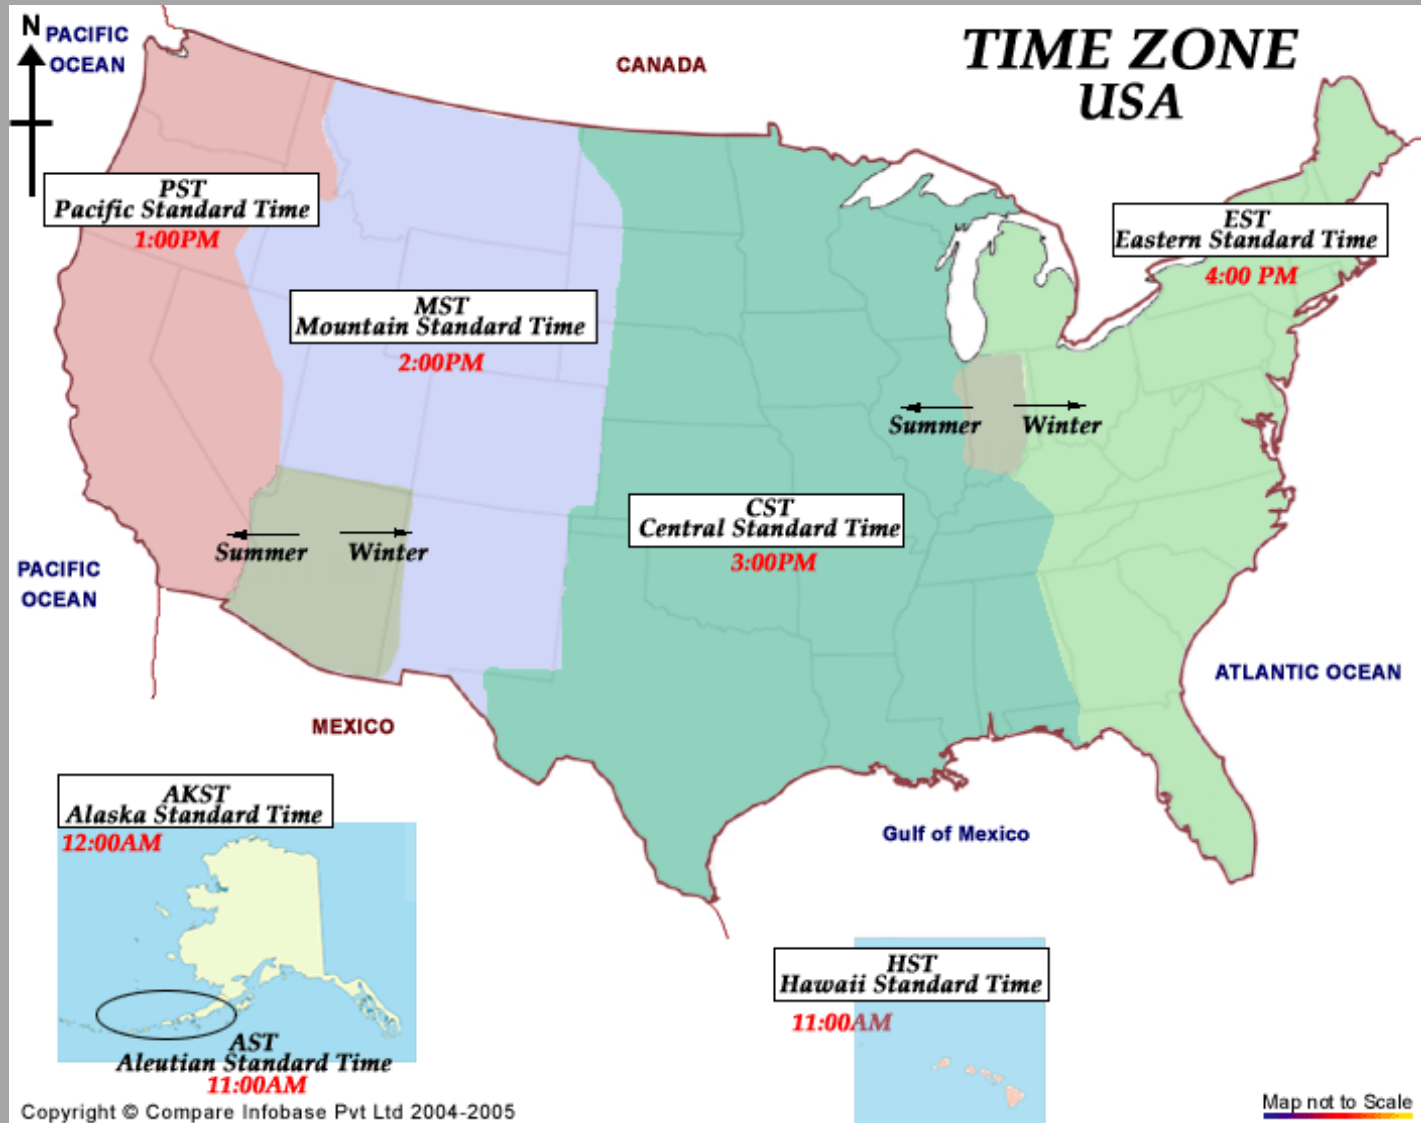 TIME ZONE
USA
N
PACIFIC
OCEAN
CANADA
PST
Pacific Standard Time
1:00PM
EST
Eastern Standard Time
4:00 PM
MST
Mountain Standard Time
2:00PM
Summer
Winter
CST
Central Standard Time
3:00PM
Summer
Winter
PACIFIC
OCEAN
ATLANTIC OCEAN
MEXICO
AKST
Alaska Standard Time
12:00AM
Gulf of Mexico
HST
Hawaii Standard Time
11:00AM
AST
Aleutian Standard Time
11:00AM
Copyright © Compare Infobase Pvt Ltd 2004-2005
Map not to Scale